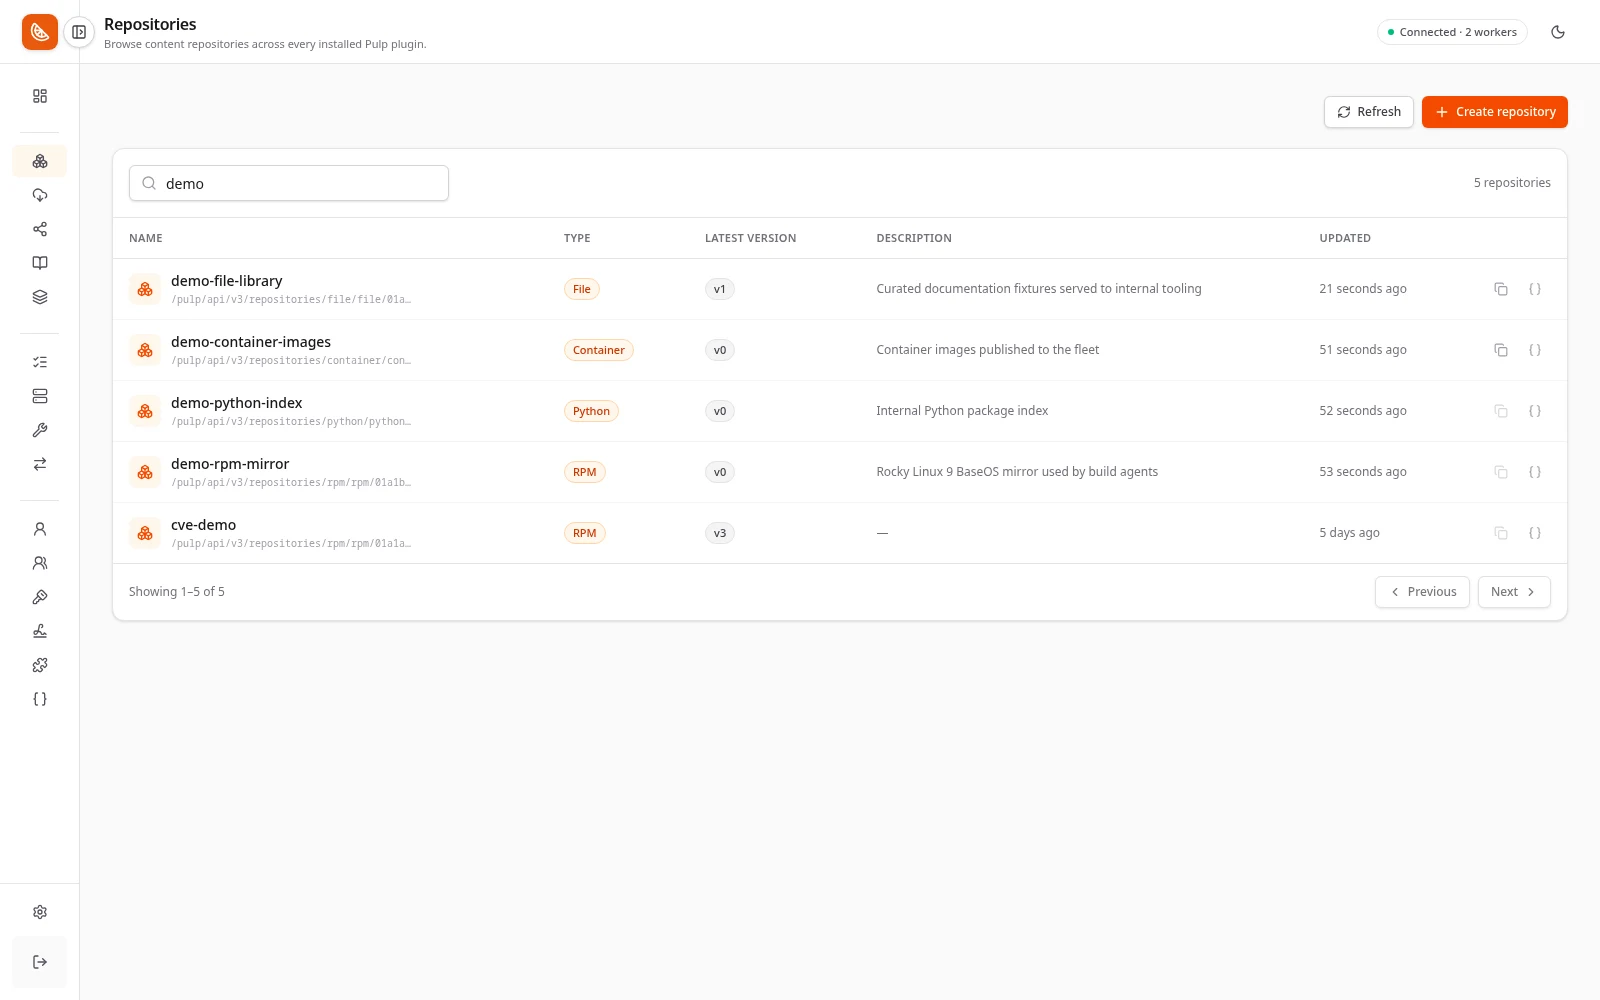 Repositories
Browse content repositories across every installed Pulp plugin.
Connected · 2 workers
Refresh
Create repository
demo
5 repositories
NAME TYPE LATEST VERSION DESCRIPTION UPDATED
demo-file-library
/pulp/api/v3/repositories/file/file/01a…
File v1 Curated documentation fixtures served to internal tooling 21 seconds ago { }
demo-container-images
/pulp/api/v3/repositories/container/con…
Container v0 Container images published to the fleet 51 seconds ago { }
demo-python-index
/pulp/api/v3/repositories/python/python…
Python v0 Internal Python package index 52 seconds ago { }
demo-rpm-mirror
/pulp/api/v3/repositories/rpm/rpm/01a1b…
RPM v0 Rocky Linux 9 BaseOS mirror used by build agents 53 seconds ago { }
cve-demo
/pulp/api/v3/repositories/rpm/rpm/01a1a…
RPM v3 — 5 days ago { }
Showing 1–5 of 5
Previous
Next